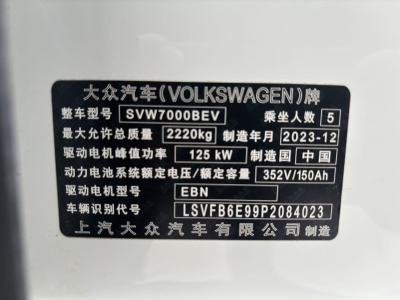 大众汽车(VOLKSWAGEN)牌
整车型号 SVW7000BEV 乘坐人数 5
最大允许总质量 2220kg 制造年月 2023-12
驱动电机峰值功率 125 kW 制造国 中国
动力电池系统额定电压/额定容量 352V/150Ah
驱动电机型号 EBN
车辆识别代号 LSVFB6E99P2084023
上汽大众汽车有限公司 制造